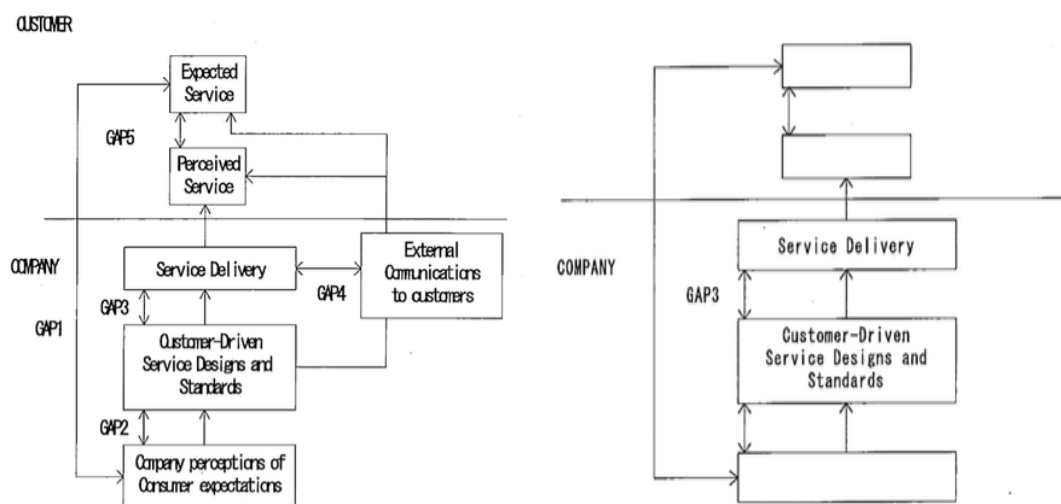 CUSTOMER
Expected
Service
GAP5
Perceived
Service
COMPANY
Service Delivery
External
Communications
to customers
GAP4
GAP3
GAP1
Customer-Driven
Service Designs and
Standards
GAP2
Company perceptions of
Consumer expectations
Service Delivery
COMPANY
GAP3
Customer-Driven
Service Designs and
Standards